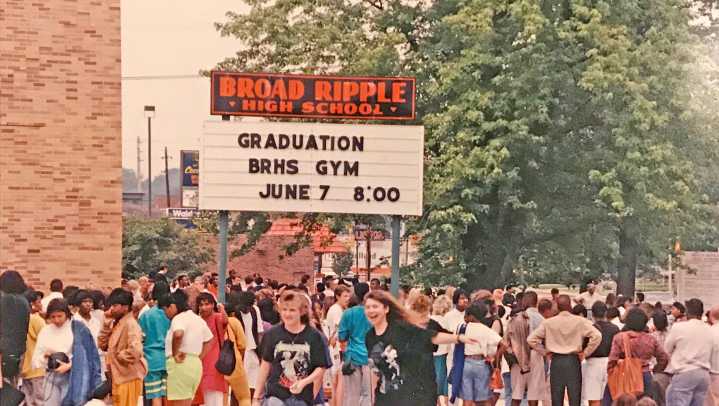 BROAD RIPPLE
HIGH SCHOOL
GRADUATION
BRHS GYM
JUNE 7 8:00